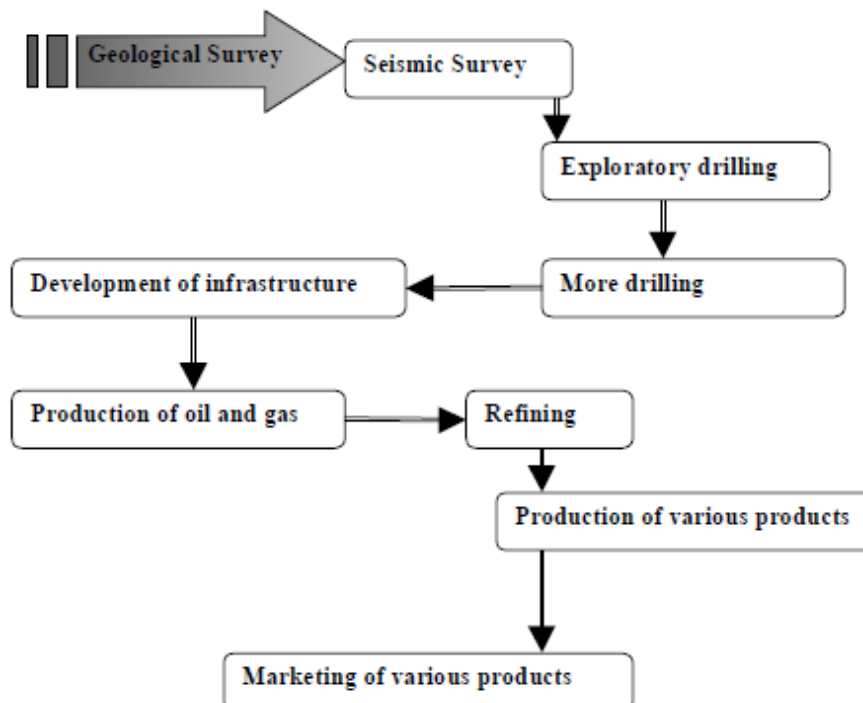 Geological Survey
Seismic Survey
Exploratory drilling
More drilling
Development of infrastructure
Production of oil and gas
Refining
Production of various products
Marketing of various products